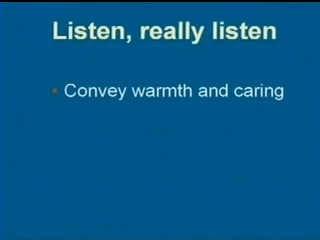 Listen, really listen
• Convey warmth and caring